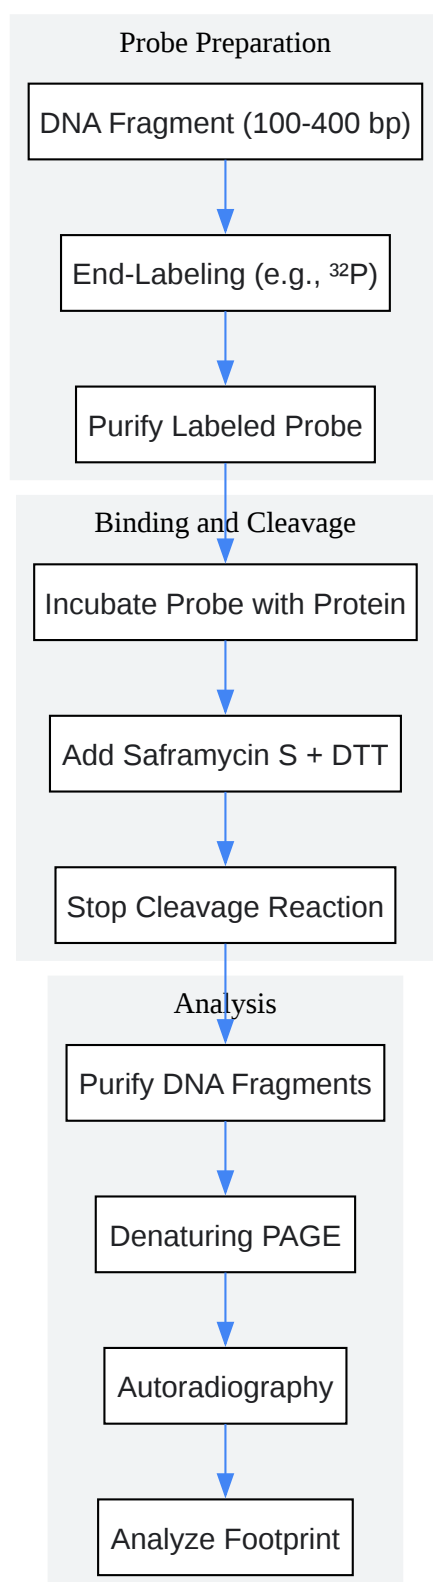 Probe Preparation
DNA Fragment (100-400 bp)
End-Labeling (e.g., ³²P)
Purify Labeled Probe
Binding and Cleavage
Incubate Probe with Protein
Add Saframycin S + DTT
Stop Cleavage Reaction
Analysis
Purify DNA Fragments
Denaturing PAGE
Autoradiography
Analyze Footprint